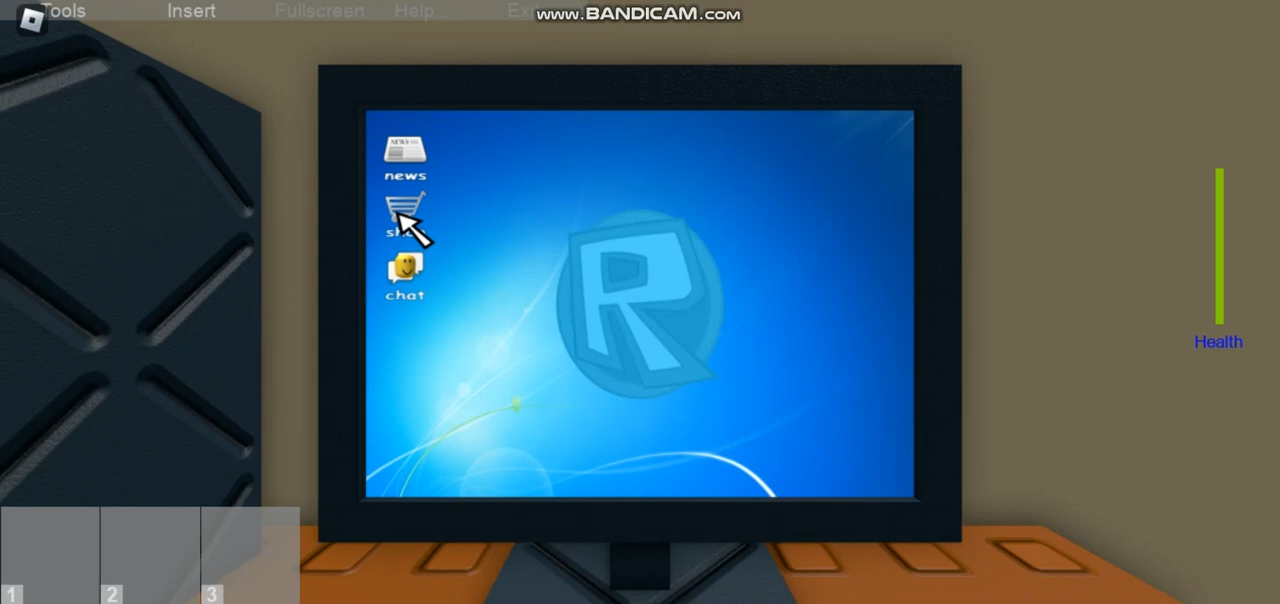 Tools Insert Fullscreen Help...
www.BANDICAM.com
NEWS
news
chat
Health
1 2 3